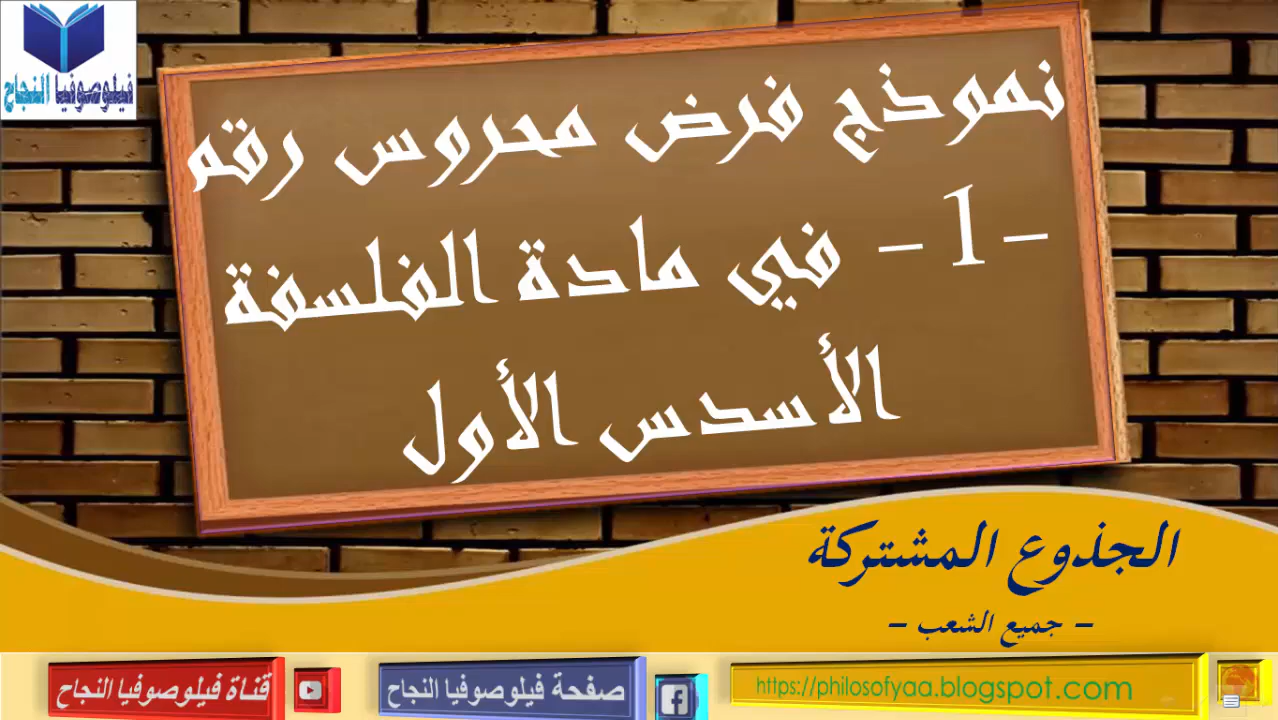 فيلوصوفيا النجاح
نموذج فرض محروس رقم
-1- في مادة الفلسفة
الأسدس الأول
الجذوع المشتركة
- جميع الشعب -
قناة فيلوصوفيا النجاح
صفحة فيلوصوفيا النجاح
https://philosofyaa.blogspot.com